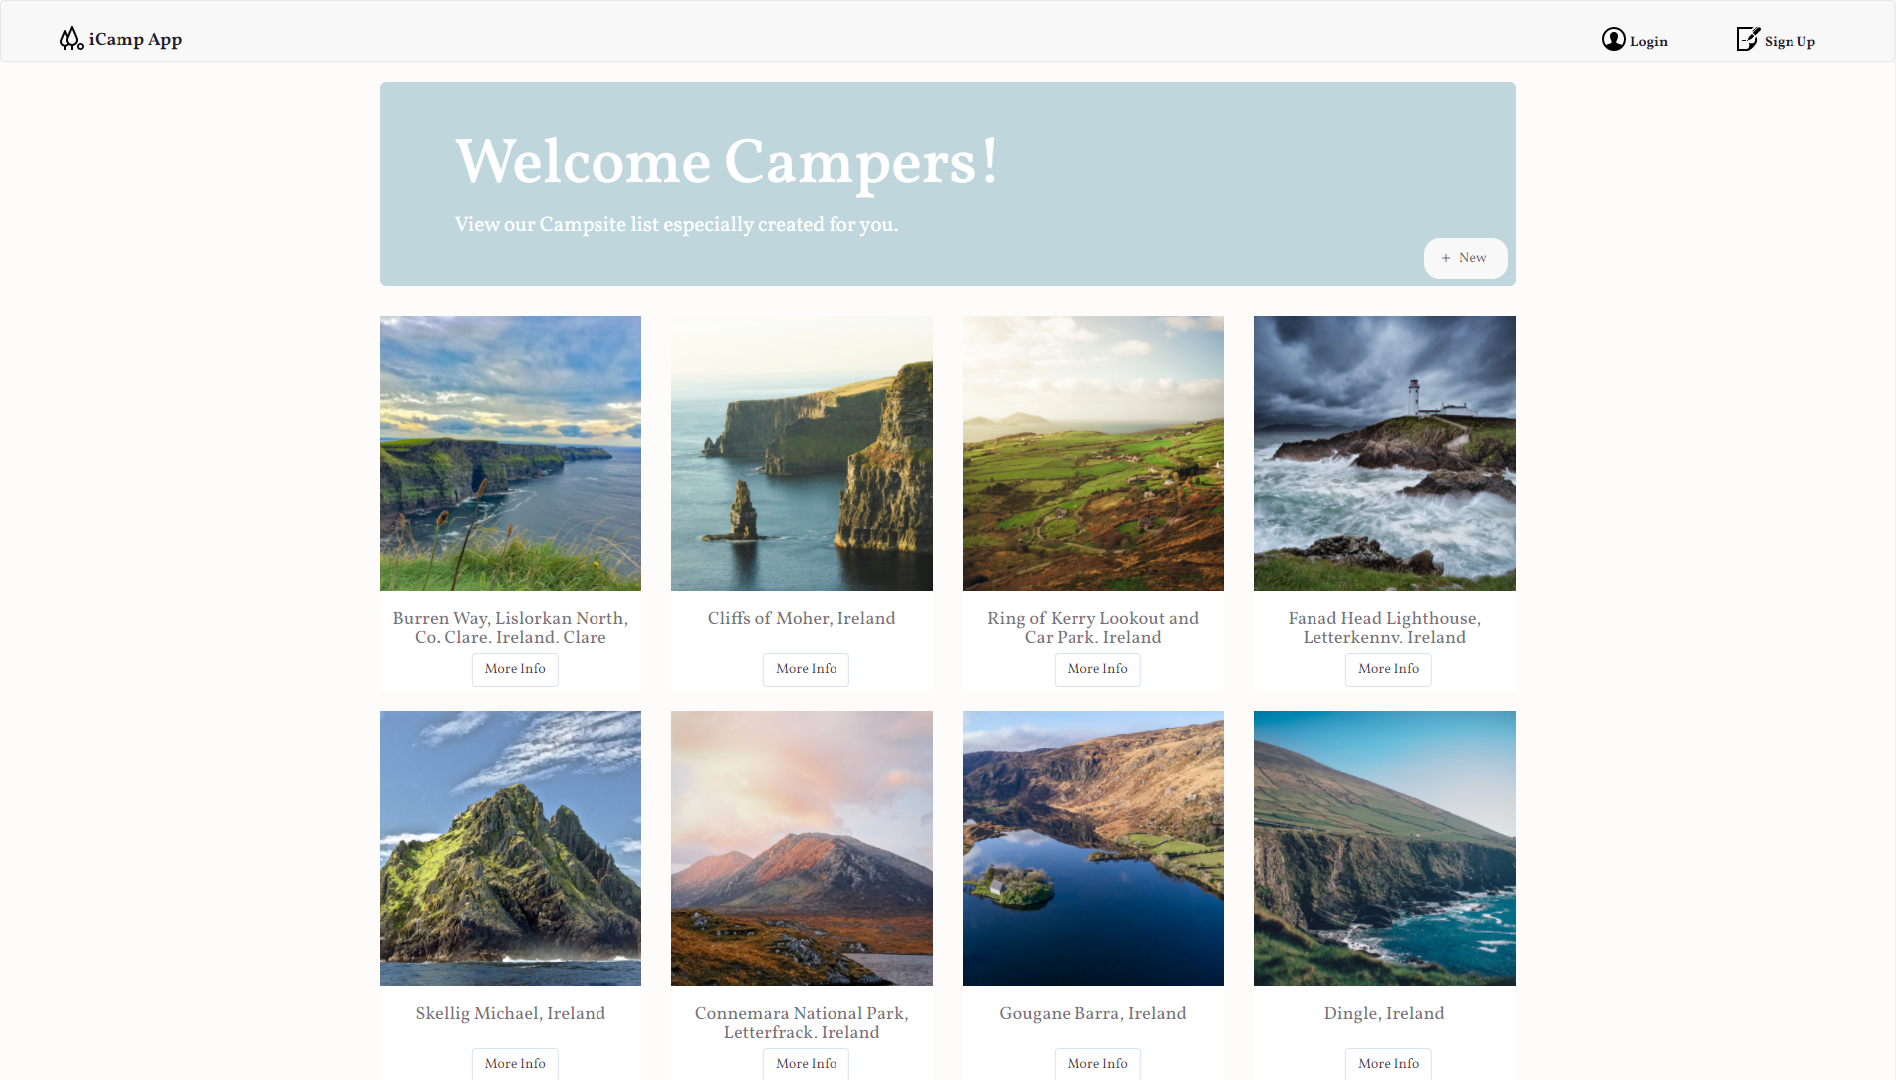 iCamp App
Login
Sign Up
Welcome Campers!
View our Campsite list especially created for you.
+ New
Burren Way, Lislorkan North,
Co. Clare. Ireland. Clare
More Info
Cliffs of Moher, Ireland
More Info
Ring of Kerry Lookout and
Car Park. Ireland
More Info
Fanad Head Lighthouse,
Letterkenny. Ireland
More Info
Skellig Michael, Ireland
More Info
Connemara National Park,
Letterfrack. Ireland
More Info
Gougane Barra, Ireland
More Info
Dingle, Ireland
More Info